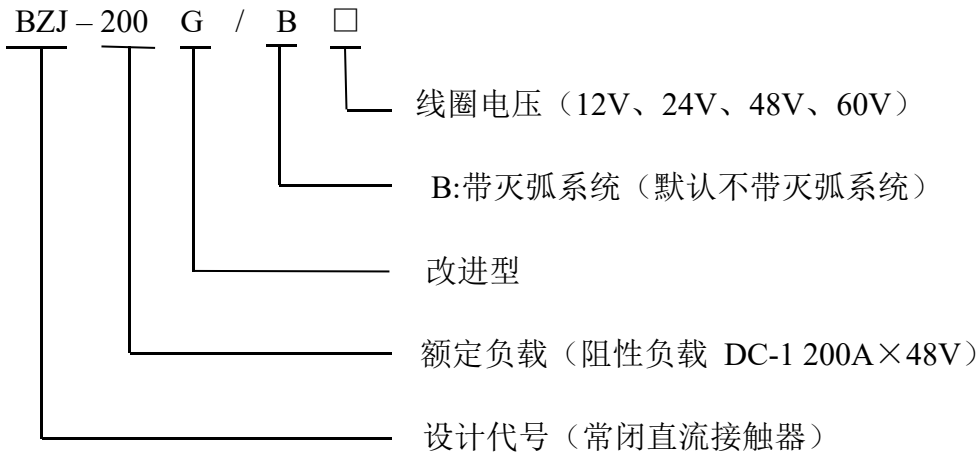 BZJ – 200 G / B □
线圈电压（12V、24V、48V、60V）
B:带灭弧系统（默认不带灭弧系统）
改进型
额定负载（阻性负载 DC-1 200A×48V）
设计代号（常闭直流接触器）